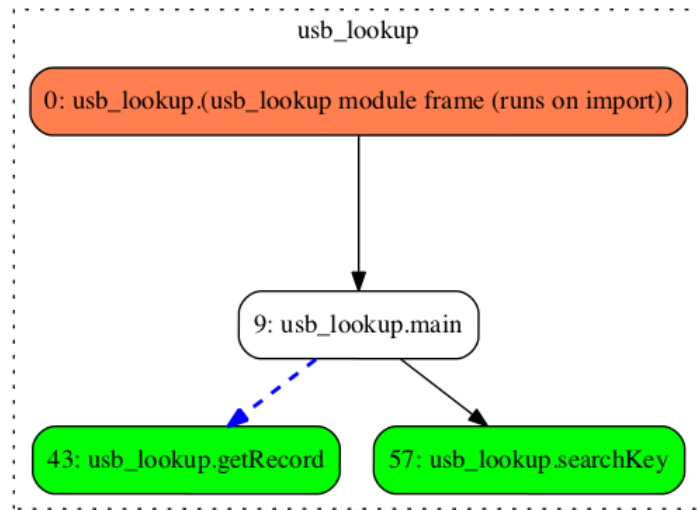 usb_lookup
0: usb_lookup.(usb_lookup module frame (runs on import))
9: usb_lookup.main
43: usb_lookup.getRecord
57: usb_lookup.searchKey